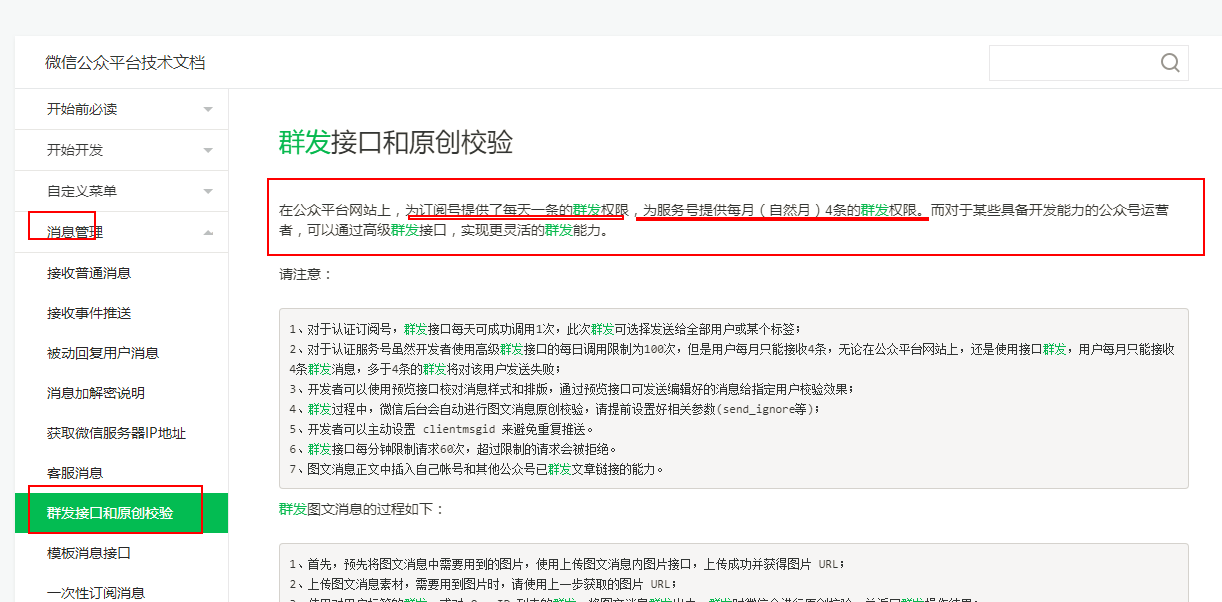 微信公众平台技术文档
开始前必读
开始开发
自定义菜单
消息管理
接收普通消息
接收事件推送
被动回复用户消息
消息加解密说明
获取微信服务器IP地址
客服消息
群发接口和原创校验
模板消息接口
一次性订阅消息
群发接口和原创校验
在公众平台网站上，为订阅号提供了每天一条的群发权限，为服务号提供每月（自然月）4条的群发权限。而对于某些具备开发能力的公众号运营
者，可以通过高级群发接口，实现更灵活的群发能力。
请注意：
1、对于认证订阅号，群发接口每天可成功调用1次，此次群发可选择发送给全部用户或某个标签；
2、对于认证服务号虽然开发者使用高级群发接口的每日调用限制为100次，但是用户每月只能接收4条，无论在公众平台网站上，还是使用接口群发，用户每月只能接收
4条群发消息，多于4条的群发将对该用户发送失败；
3、开发者可以使用预览接口校对消息样式和排版，通过预览接口可发送编辑好的消息给指定用户校验效果；
4、群发过程中，微信后台会自动进行图文消息原创校验，请提前设置好相关参数(send_ignore等)；
5、开发者可以主动设置 clientmsgid 来避免重复推送。
6、群发接口每分钟限制请求60次，超过限制的请求会被拒绝。
7、图文消息正文中插入自己帐号和其他公众号已群发文章链接的能力。
群发图文消息的过程如下：
1、首先，预先将图文消息中需要用到的图片，使用上传图文消息内图片接口，上传成功并获得图片 URL；
2、上传图文消息素材，需要用到图片时，请使用上一步获取的图片 URL；